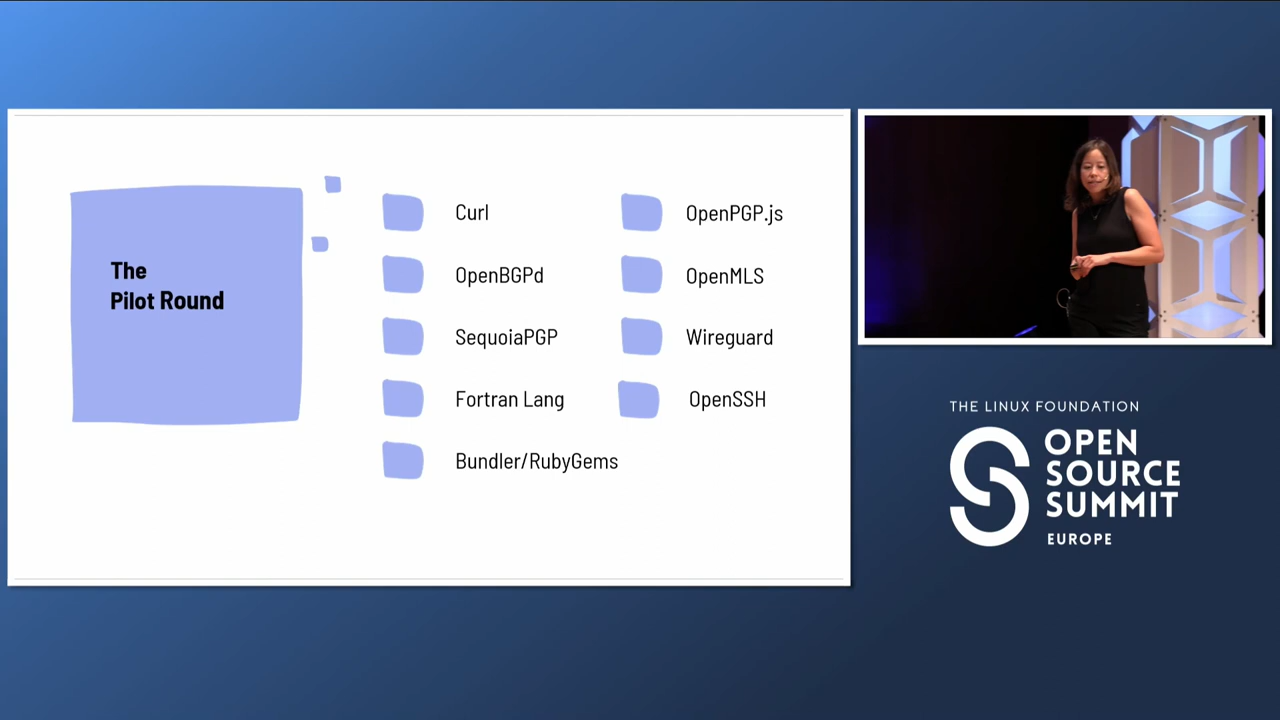 The
Pilot Round
Curl
OpenBGPd
SequoiaPGP
Fortran Lang
Bundler/RubyGems
OpenPGP.js
OpenMLS
Wireguard
OpenSSH
THE LINUX FOUNDATION
OPEN
SOURCE
SUMMIT
EUROPE